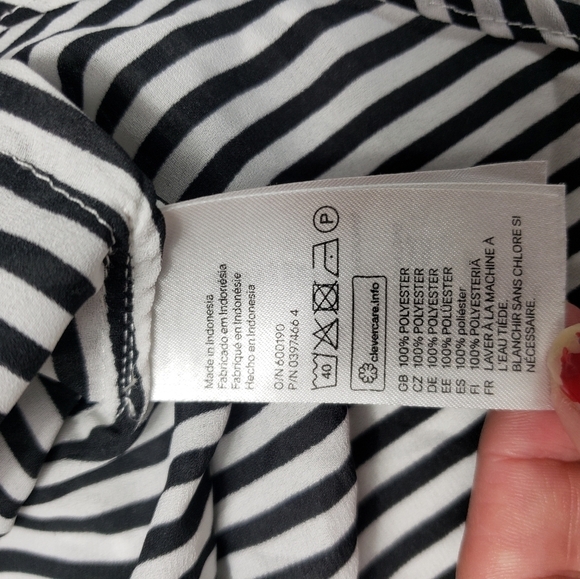 Made in Indonesia
Fabricado em Indonésia
Fabriqué en Indonésie
Hecho en Indonesia
O/N 600190
P/N 0397466 4
40
P
clevercare.info
GB 100% POLYESTER
CZ 100% POLYESTER
DE 100% POLYESTER
EE 100% POLÜESTER
ES 100% poliéster
FI 100% POLYESTERIÄ
FR LAVER À LA MACHINE À
L'EAU TIÈDE.
BLANCHIR SANS CHLORE SI
NÉCESSAIRE.